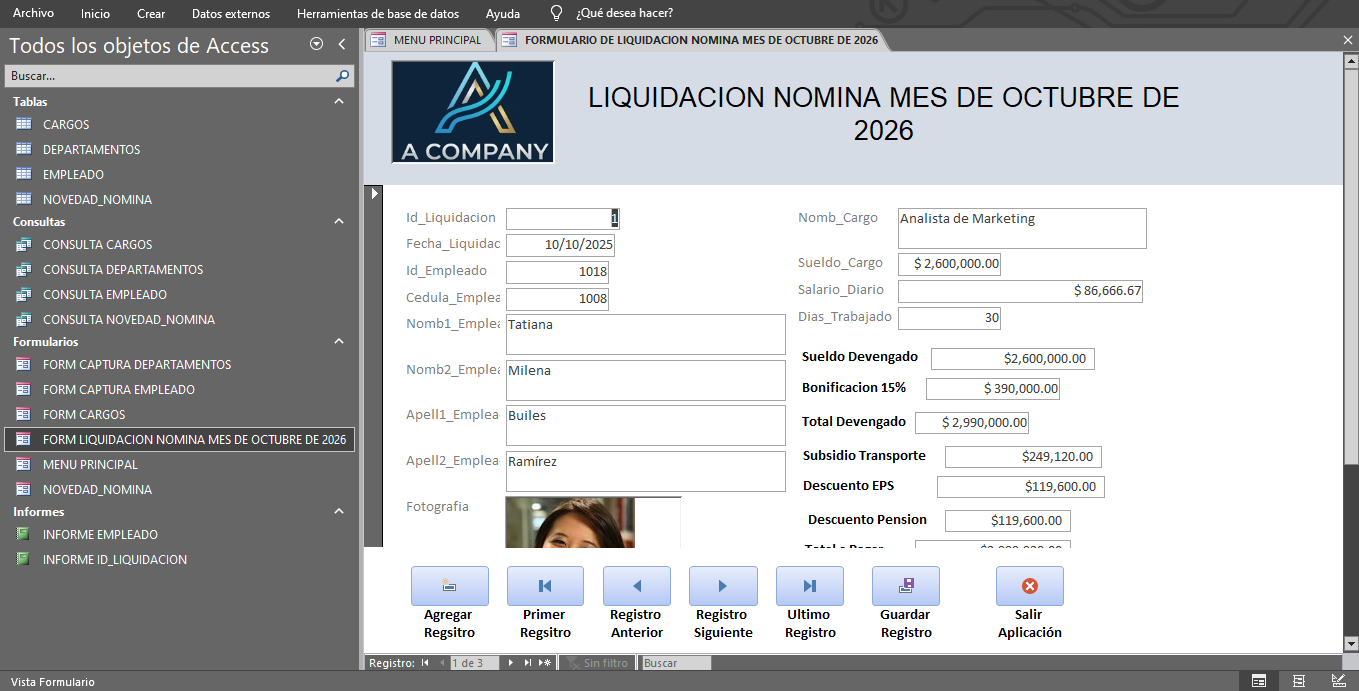 Archivo Inicio Crear Datos externos Herramientas de base de datos Ayuda ¿Qué desea hacer?
Todos los objetos de Access
Buscar...
Tablas
CARGOS
DEPARTAMENTOS
EMPLEADO
NOVEDAD_NOMINA
Consultas
CONSULTA CARGOS
CONSULTA DEPARTAMENTOS
CONSULTA EMPLEADO
CONSULTA NOVEDAD_NOMINA
Formularios
FORM CAPTURA DEPARTAMENTOS
FORM CAPTURA EMPLEADO
FORM CARGOS
FORM LIQUIDACION NOMINA MES DE OCTUBRE DE 2026
MENU PRINCIPAL
NOVEDAD_NOMINA
Informes
INFORME EMPLEADO
INFORME ID_LIQUIDACION
MENU PRINCIPAL FORMULARIO DE LIQUIDACION NOMINA MES DE OCTUBRE DE 2026
A COMPANY
LIQUIDACION NOMINA MES DE OCTUBRE DE
2026
Id_Liquidacion 1
Fecha_Liquidac 10/10/2025
Id_Empleado 1018
Cedula_Emplea 1008
Nomb1_Emplea Tatiana
Nomb2_Emplea Milena
Apell1_Emplea Builes
Apell2_Emplea Ramírez
Fotografia
Nomb_Cargo Analista de Marketing
Sueldo_Cargo $ 2,600,000.00
Salario_Diario $ 86,666.67
Dias_Trabajado 30
Sueldo Devengado $2,600,000.00
Bonificacion 15% $ 390,000.00
Total Devengado $ 2,990,000.00
Subsidio Transporte $249,120.00
Descuento EPS $119,600.00
Descuento Pension $119,600.00
Total a Pagar
Agregar
Regsitro
Primer
Regsitro
Registro
Anterior
Registro
Siguiente
Ultimo
Registro
Guardar
Registro
Salir
Aplicación
Registro: 1 de 3 Sin filtro Buscar
Vista Formulario